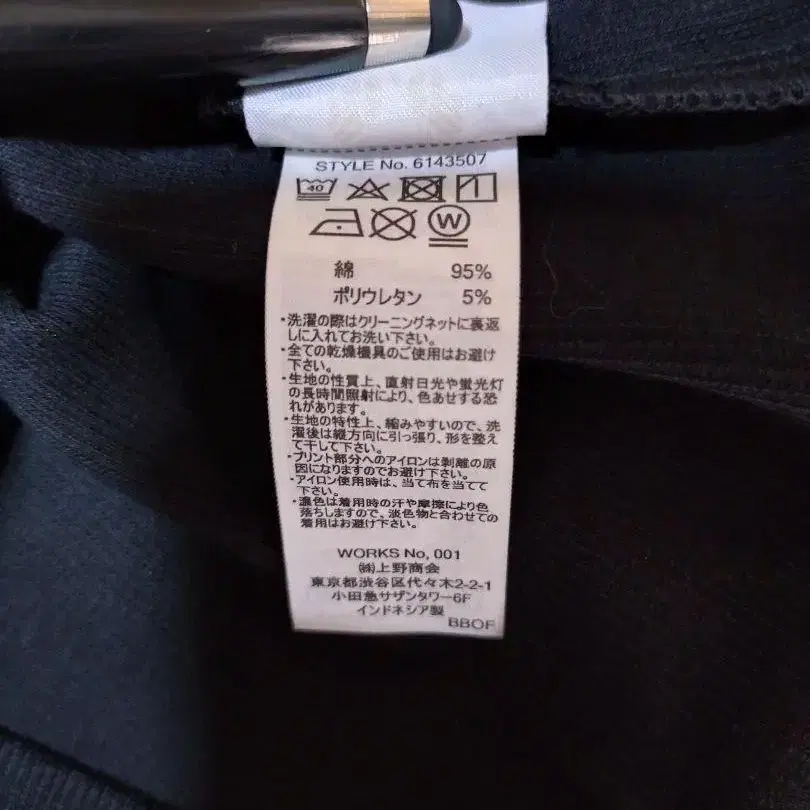 STYLE No. 6143507
40
W
綿 95%
ポリウレタン 5%
・洗濯の際はクリーニングネットに裏返
しに入れてお洗い下さい。
・全ての乾燥機具のご使用はお避け
下さい。
・生地の性質上、直射日光や蛍光灯
の長時間照射により、色あせする恐
れがあります。
・生地の特性上、縮みやすいので、洗
濯後は縦方向に引っ張り、形を整え
て干して下さい。
・プリント部分へのアイロンは剥離の原
因になりますのでお避け下さい。
・アイロン使用時は、当て布を当てて
下さい。
・濃色は着用時の汗や摩擦により色
落ちしますので、淡色物と合わせての
着用はお避け下さい。
WORKS No, 001
㈱上野商会
東京都渋谷区代々木2-2-1
小田急サザンタワー6F
インドネシア製
BBOF